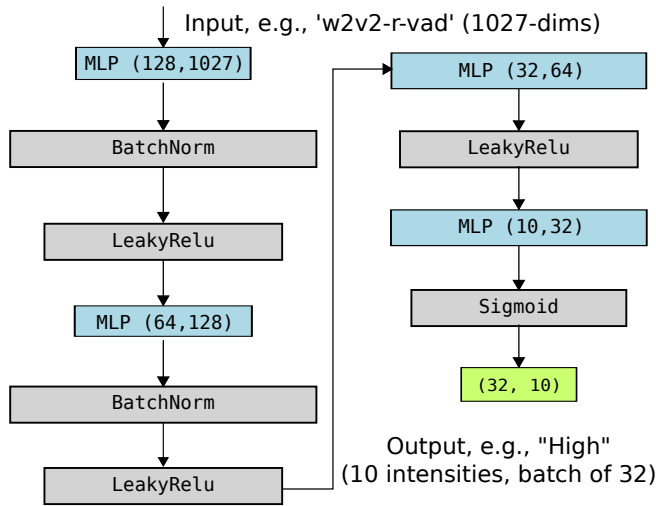 Input, e.g., 'w2v2-r-vad' (1027-dims)
MLP (128,1027)
BatchNorm
LeakyRelu
MLP (64,128)
BatchNorm
LeakyRelu
MLP (32,64)
LeakyRelu
MLP (10,32)
Sigmoid
(32, 10)
Output, e.g., "High"
(10 intensities, batch of 32)